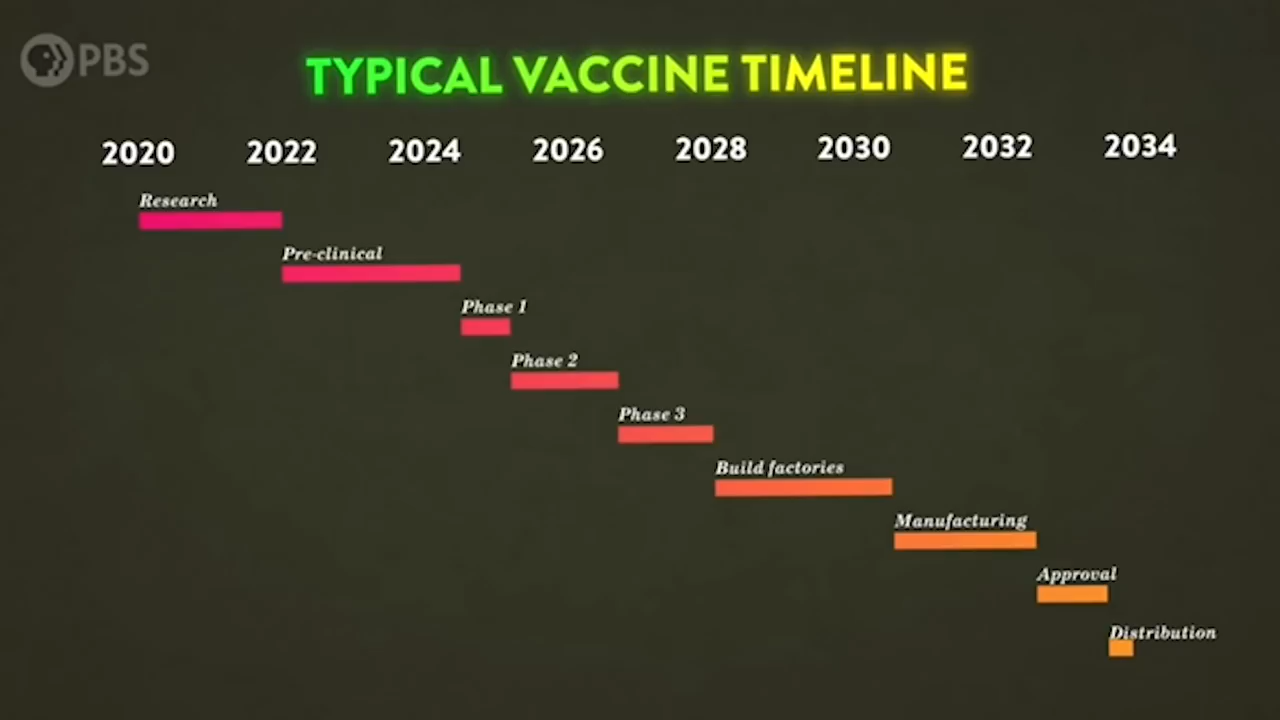 PBS
TYPICAL VACCINE TIMELINE
2020 2022 2024 2026 2028 2030 2032 2034
Research
Pre-clinical
Phase 1
Phase 2
Phase 3
Build factories
Manufacturing
Approval
Distribution